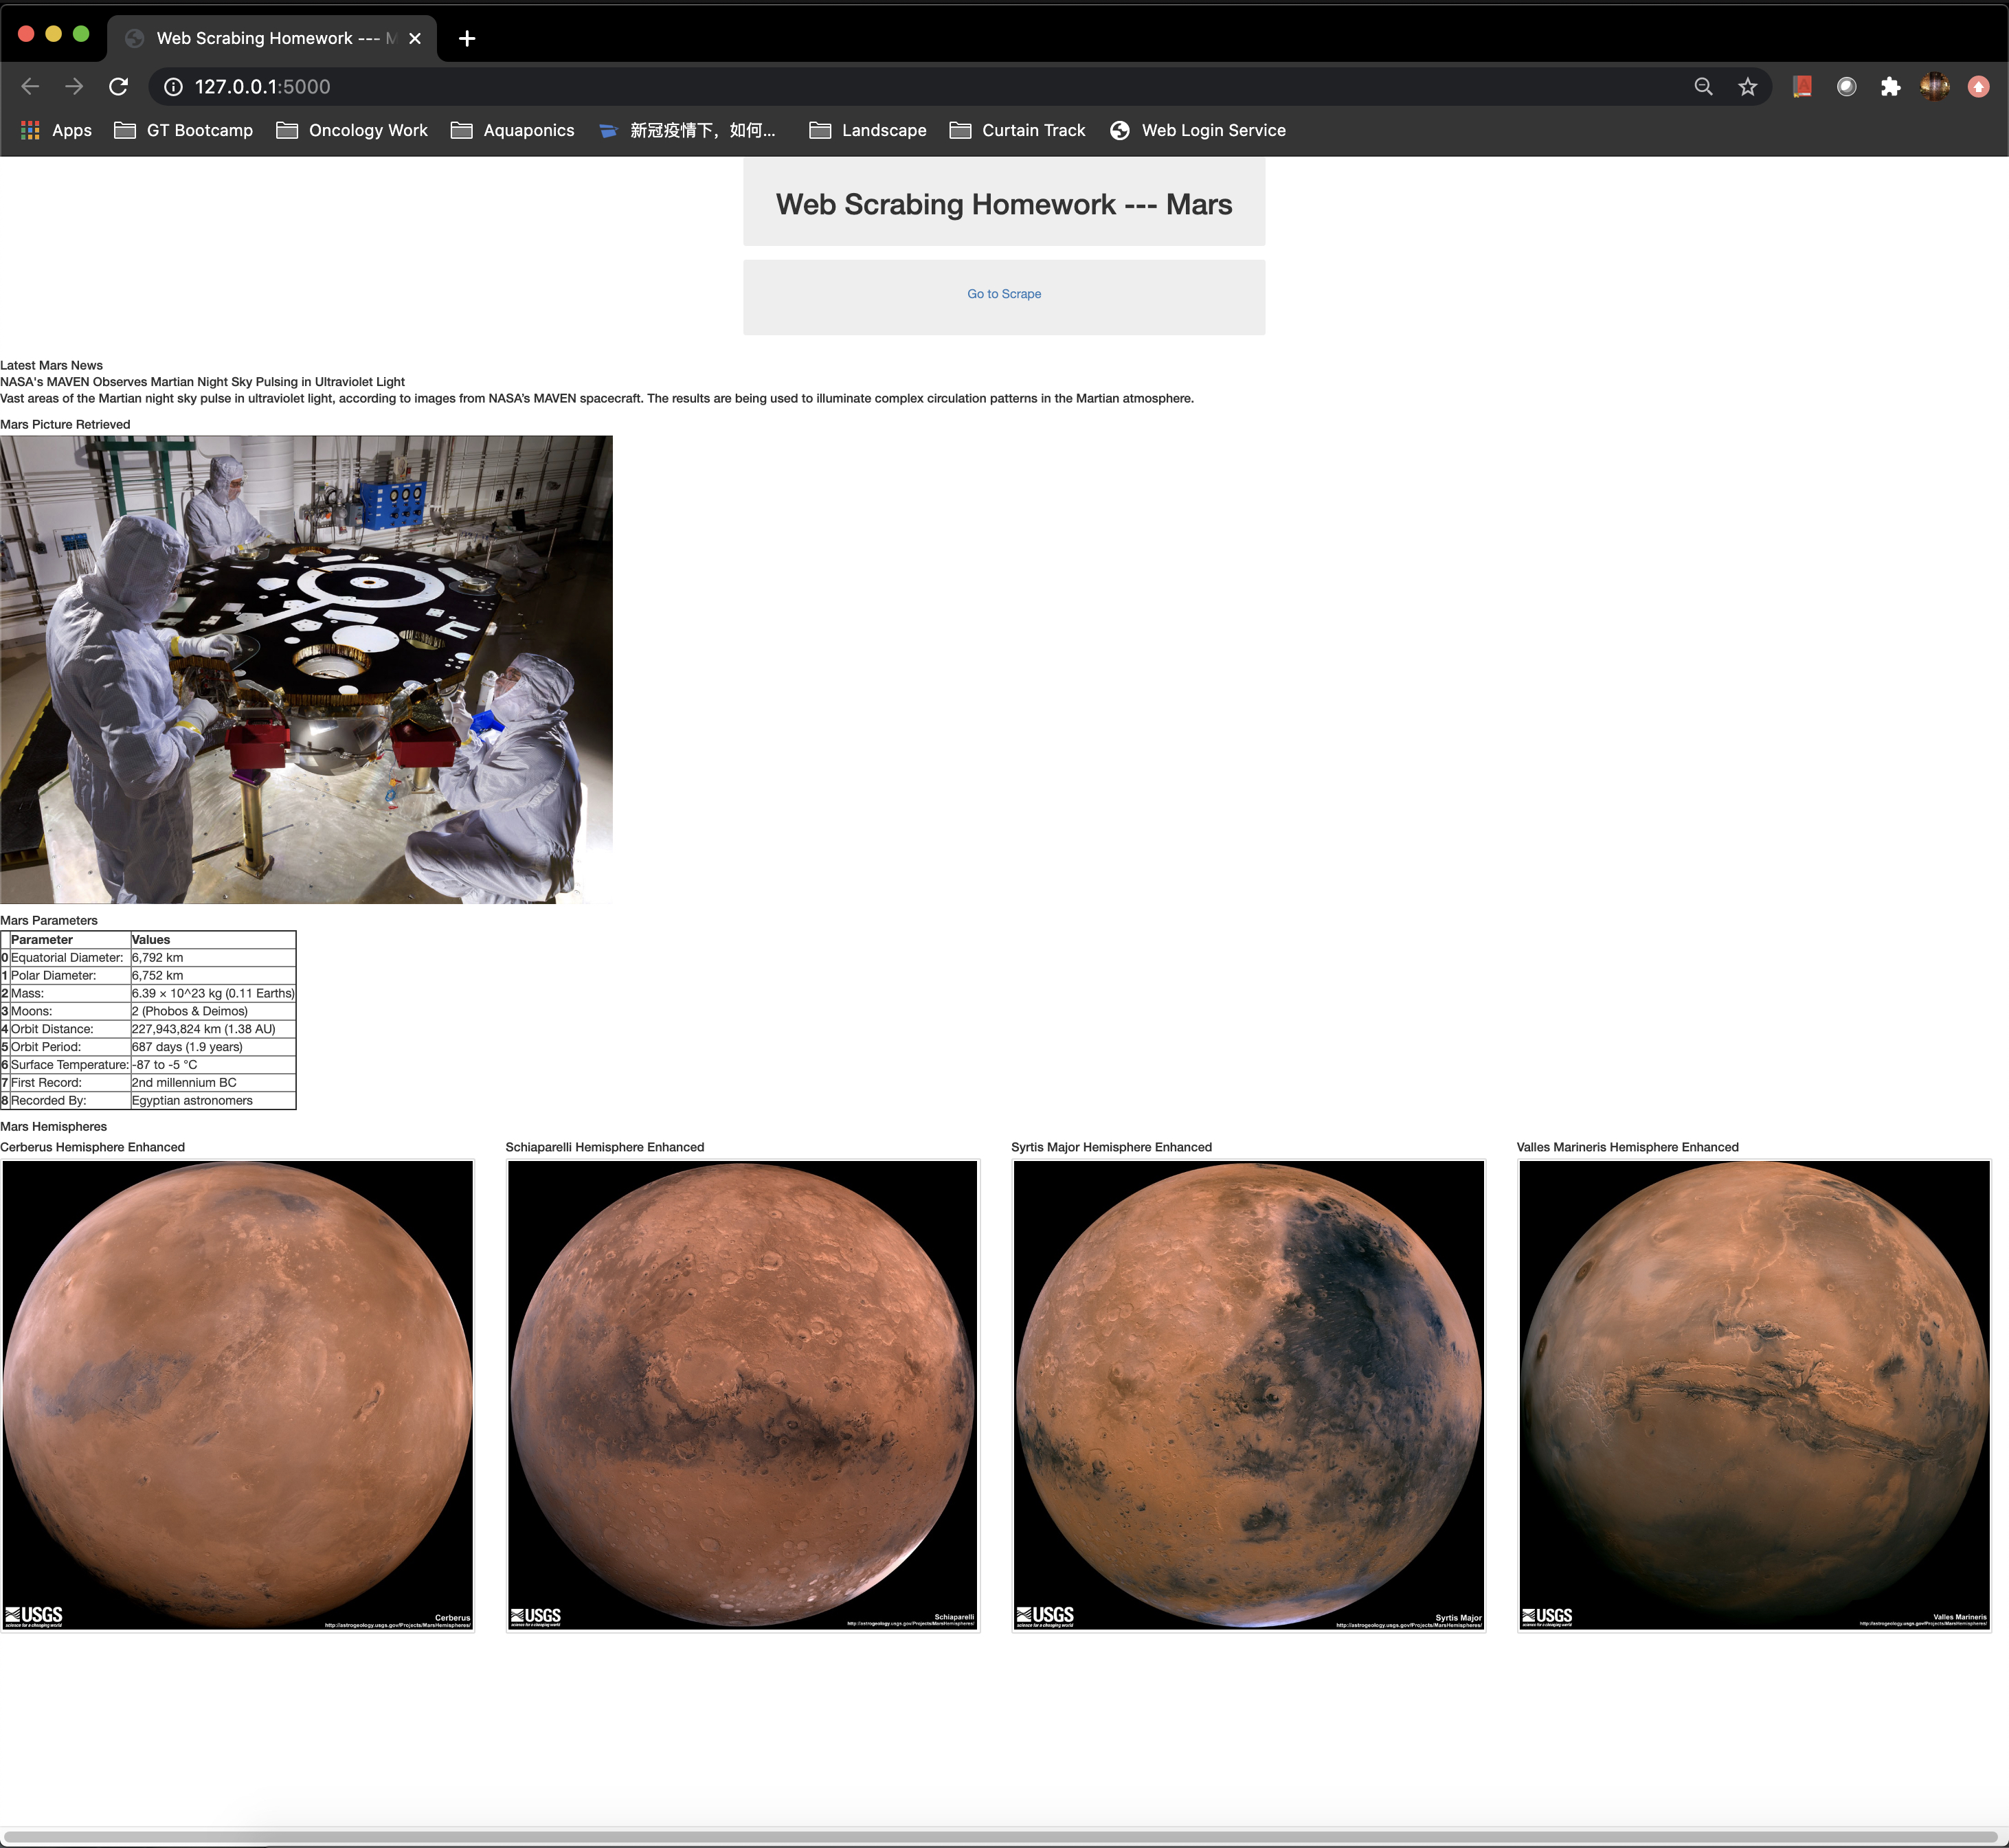 Web Scrabing Homework --- M
127.0.0.1:5000
Apps GT Bootcamp Oncology Work Aquaponics 新冠疫情下，如何... Landscape Curtain Track Web Login Service
Web Scrabing Homework --- Mars
Go to Scrape
Latest Mars News
NASA's MAVEN Observes Martian Night Sky Pulsing in Ultraviolet Light
Vast areas of the Martian night sky pulse in ultraviolet light, according to images from NASA’s MAVEN spacecraft. The results are being used to illuminate complex circulation patterns in the Martian atmosphere.
Mars Picture Retrieved
Mars Parameters
Parameter Values
0 Equatorial Diameter: 6,792 km
1 Polar Diameter: 6,752 km
2 Mass: 6.39 × 10^23 kg (0.11 Earths)
3 Moons: 2 (Phobos & Deimos)
4 Orbit Distance: 227,943,824 km (1.38 AU)
5 Orbit Period: 687 days (1.9 years)
6 Surface Temperature: -87 to -5 °C
7 First Record: 2nd millennium BC
8 Recorded By: Egyptian astronomers
Mars Hemispheres
Cerberus Hemisphere Enhanced
USGS
science for a changing world
Cerberus
http://astrogeology.usgs.gov/Projects/MarsHemispheres/
Schiaparelli Hemisphere Enhanced
USGS
science for a changing world
Schiaparelli
http://astrogeology.usgs.gov/Projects/MarsHemispheres/
Syrtis Major Hemisphere Enhanced
USGS
science for a changing world
Syrtis Major
http://astrogeology.usgs.gov/Projects/MarsHemispheres/
Valles Marineris Hemisphere Enhanced
USGS
science for a changing world
Valles Marineris
http://astrogeology.usgs.gov/Projects/MarsHemispheres/